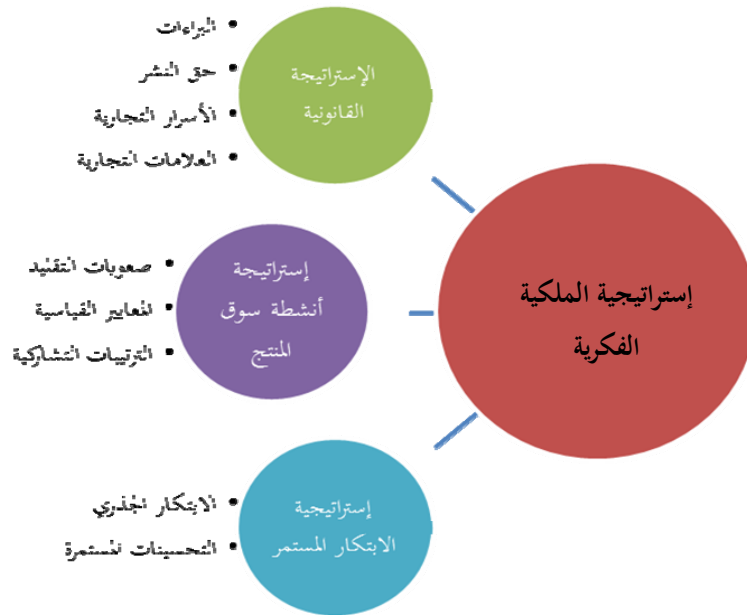 إستراتيجية الملكية
الفكرية
الإستراتيجة
القانونية
• البراءات
• حق النشر
• الأسرار التجارية
• العلامات التجارية
إستراتيجة
أنشطة سوق
المنتج
• صعوبات التقليد
• المعايير القياسية
• الترتيبات التشاركية
إستراتيجية
الابتكار المستمر
• الابتكار الجذري
• التحسينات المستمرة